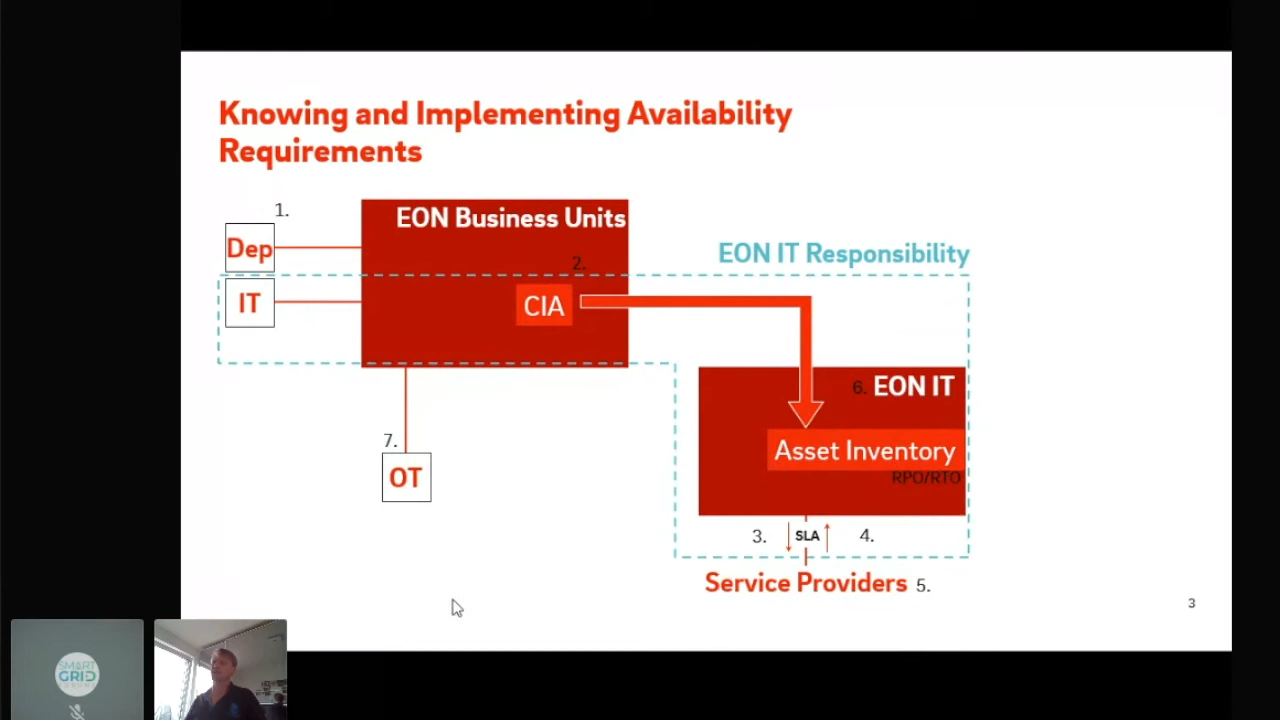 Knowing and Implementing Availability
Requirements
1.
EON Business Units
Dep
2.
EON IT Responsibility
IT
CIA
6. EON IT
7.
Asset Inventory
OT
RPO/RTO
3. SLA 4.
Service Providers 5.
3
SMART
GRID
FORUMS